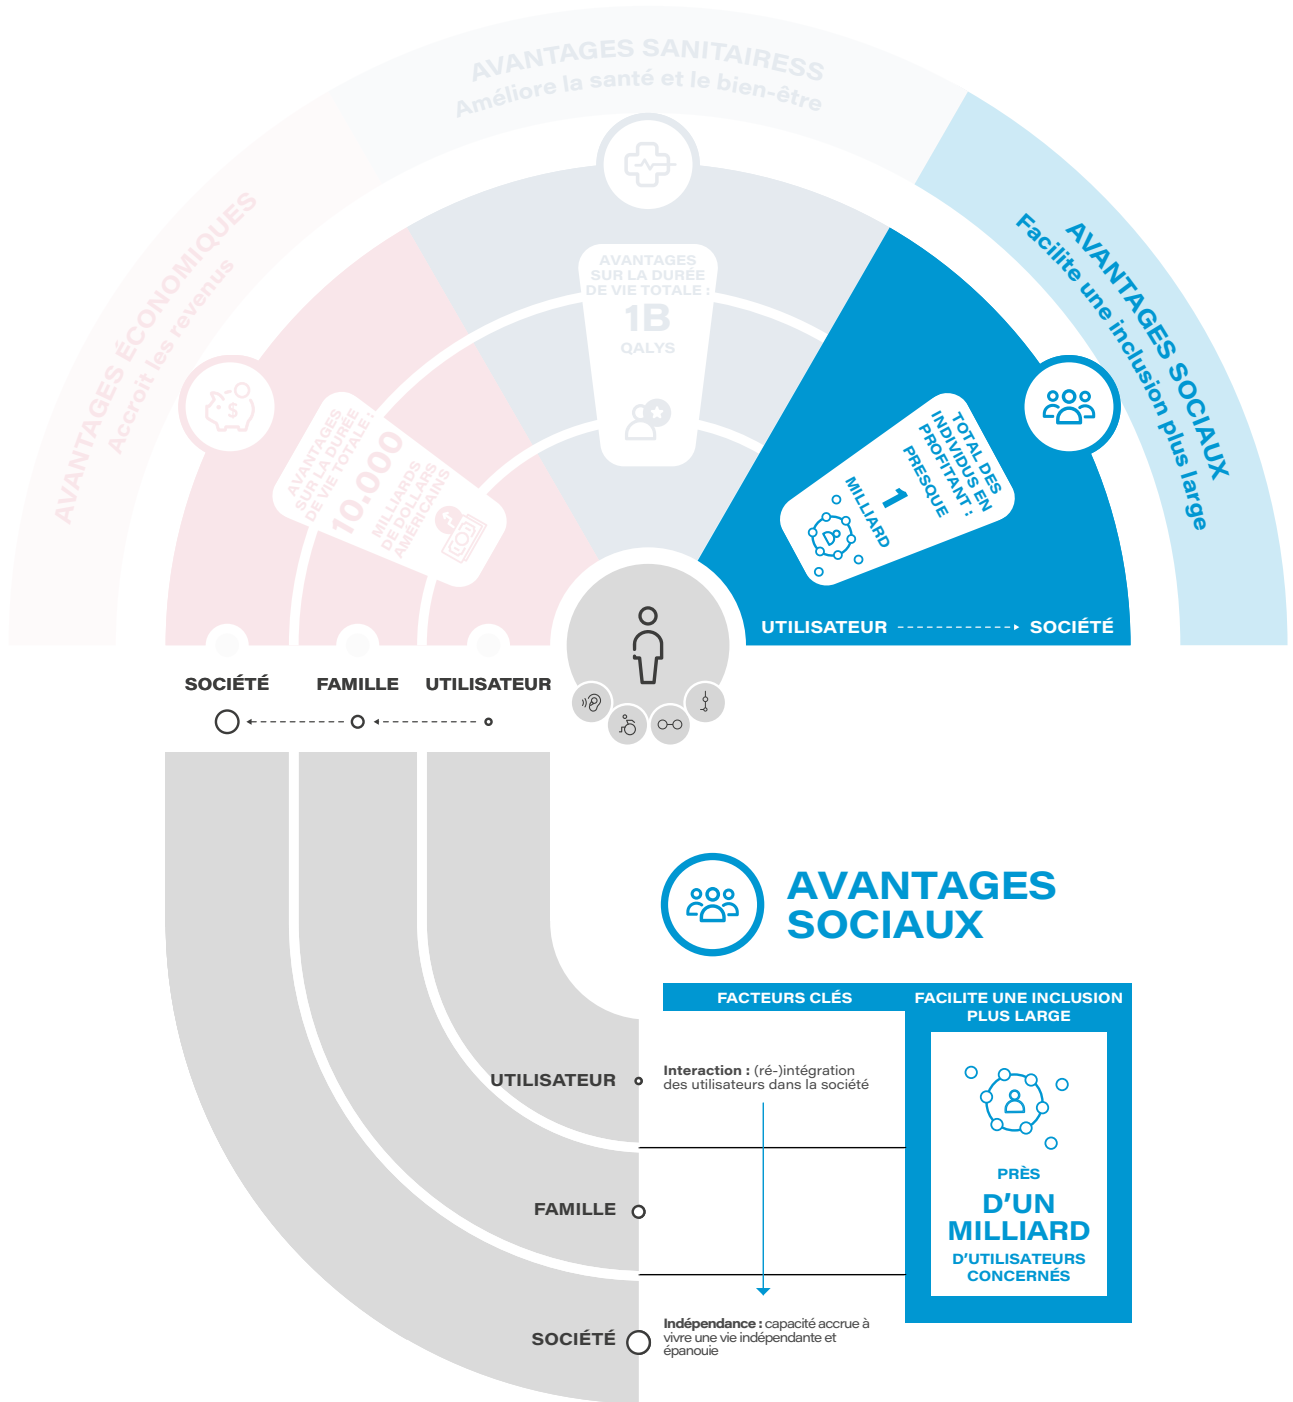 AVANTAGES SANITAIRESS
Améliore la santé et le bien-être
AVANTAGES ÉCONOMIQUES
Accroit les revenus
AVANTAGES SOCIAUX
Facilite une inclusion plus large
AVANTAGES
SUR LA DURÉE
DE VIE TOTALE :
1B
QALYS
AVANTAGES
SUR LA DURÉE
DE VIE TOTALE :
10.000
MILLIARDS
DE DOLLARS
AMÉRICAINS
$
TOTAL DES
INDIVIDUS EN
PROFITANT :
PRESQUE
1
MILLIARD
UTILISATEUR
SOCIÉTÉ
SOCIÉTÉ
FAMILLE
UTILISATEUR
AVANTAGES
SOCIAUX
FACTEURS CLÉS
FACILITE UNE INCLUSION
PLUS LARGE
UTILISATEUR
Interaction : (ré-)intégration
des utilisateurs dans la société
FAMILLE
SOCIÉTÉ
Indépendance : capacité accrue à
vivre une vie indépendante et
épanouie
PRÈS
D'UN
MILLIARD
D'UTILISATEURS
CONCERNÉS